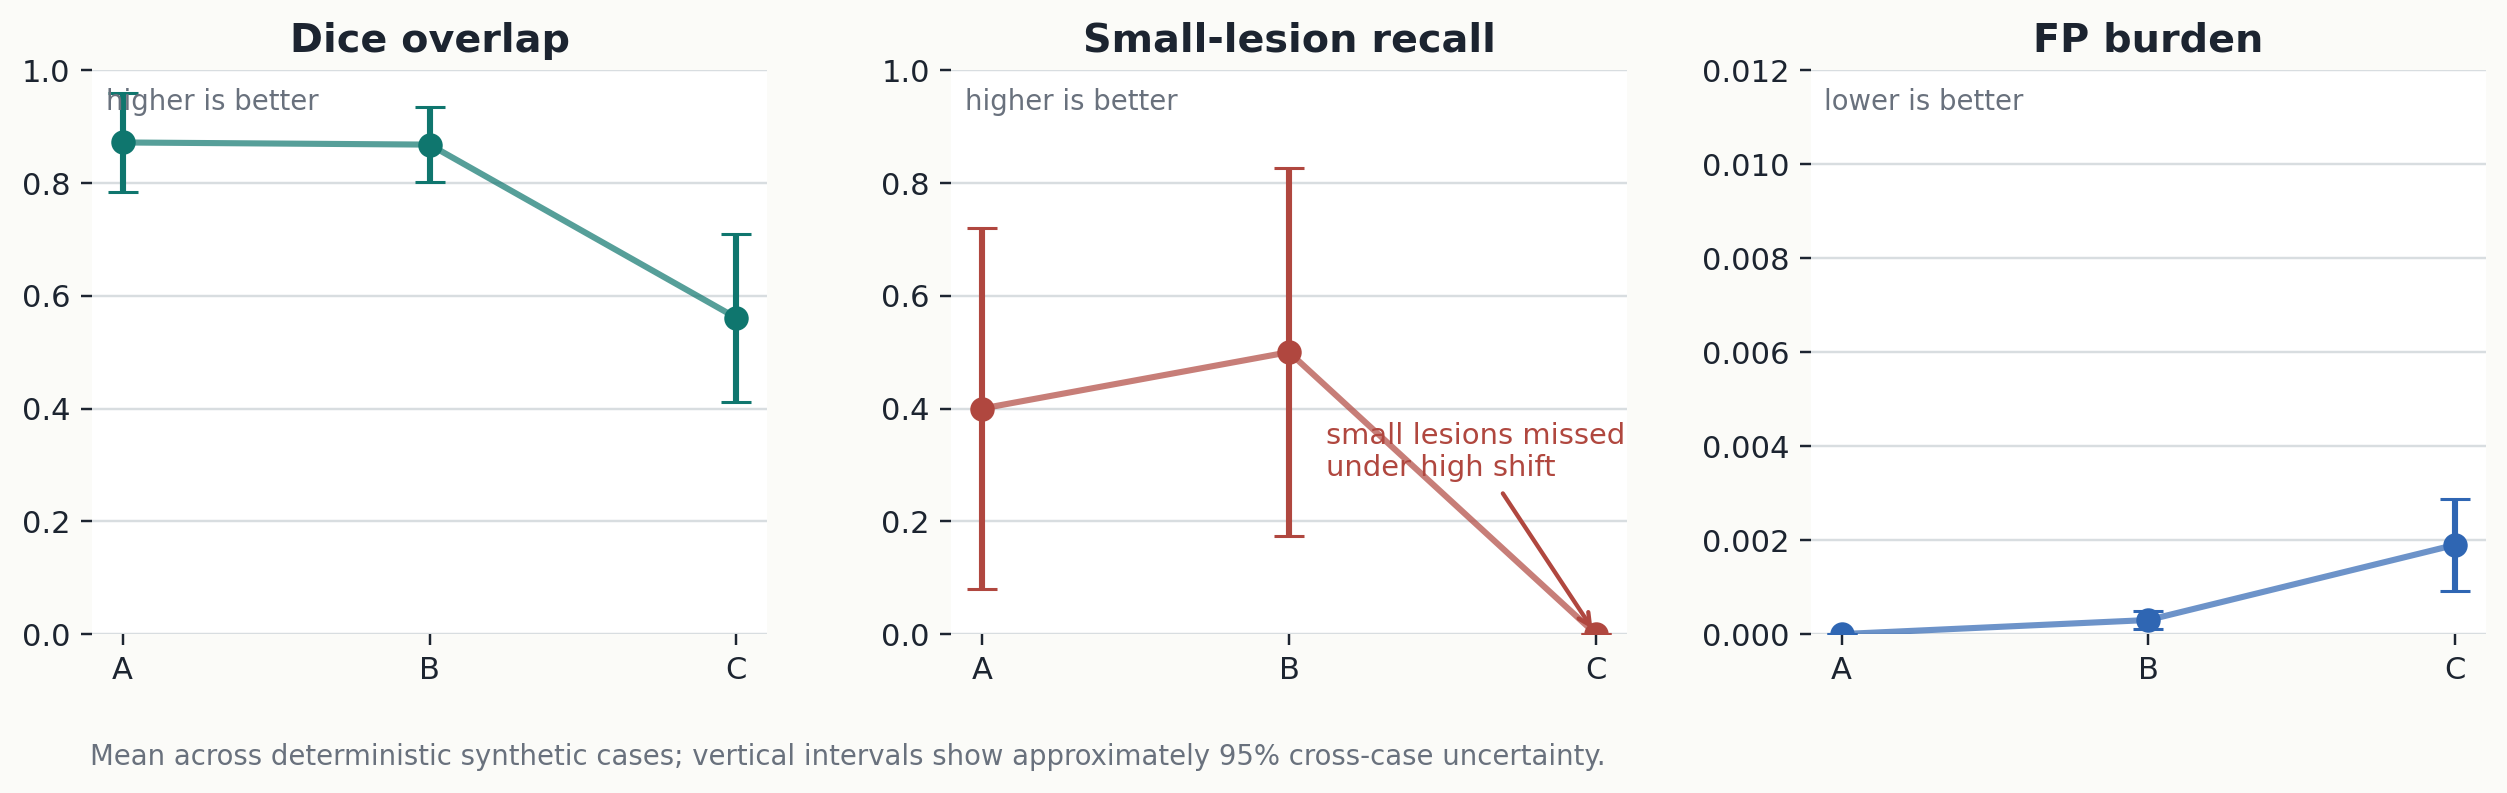 Dice overlap
higher is better
1.0
0.8
0.6
0.4
0.2
0.0
A B C
Small-lesion recall
higher is better
1.0
0.8
0.6
0.4
0.2
0.0
small lesions missed
under high shift
A B C
FP burden
lower is better
0.012
0.010
0.008
0.006
0.004
0.002
0.000
A B C
Mean across deterministic synthetic cases; vertical intervals show approximately 95% cross-case uncertainty.